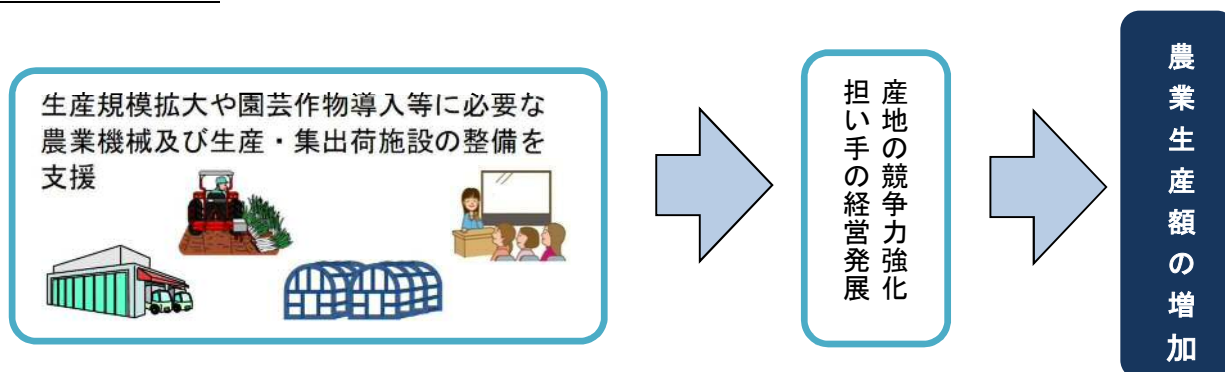 生産規模拡大や園芸作物導入等に必要な
農業機械及び生産・集出荷施設の整備を
支援
産地の競争力強化
担い手の経営発展
農業生産額の増加